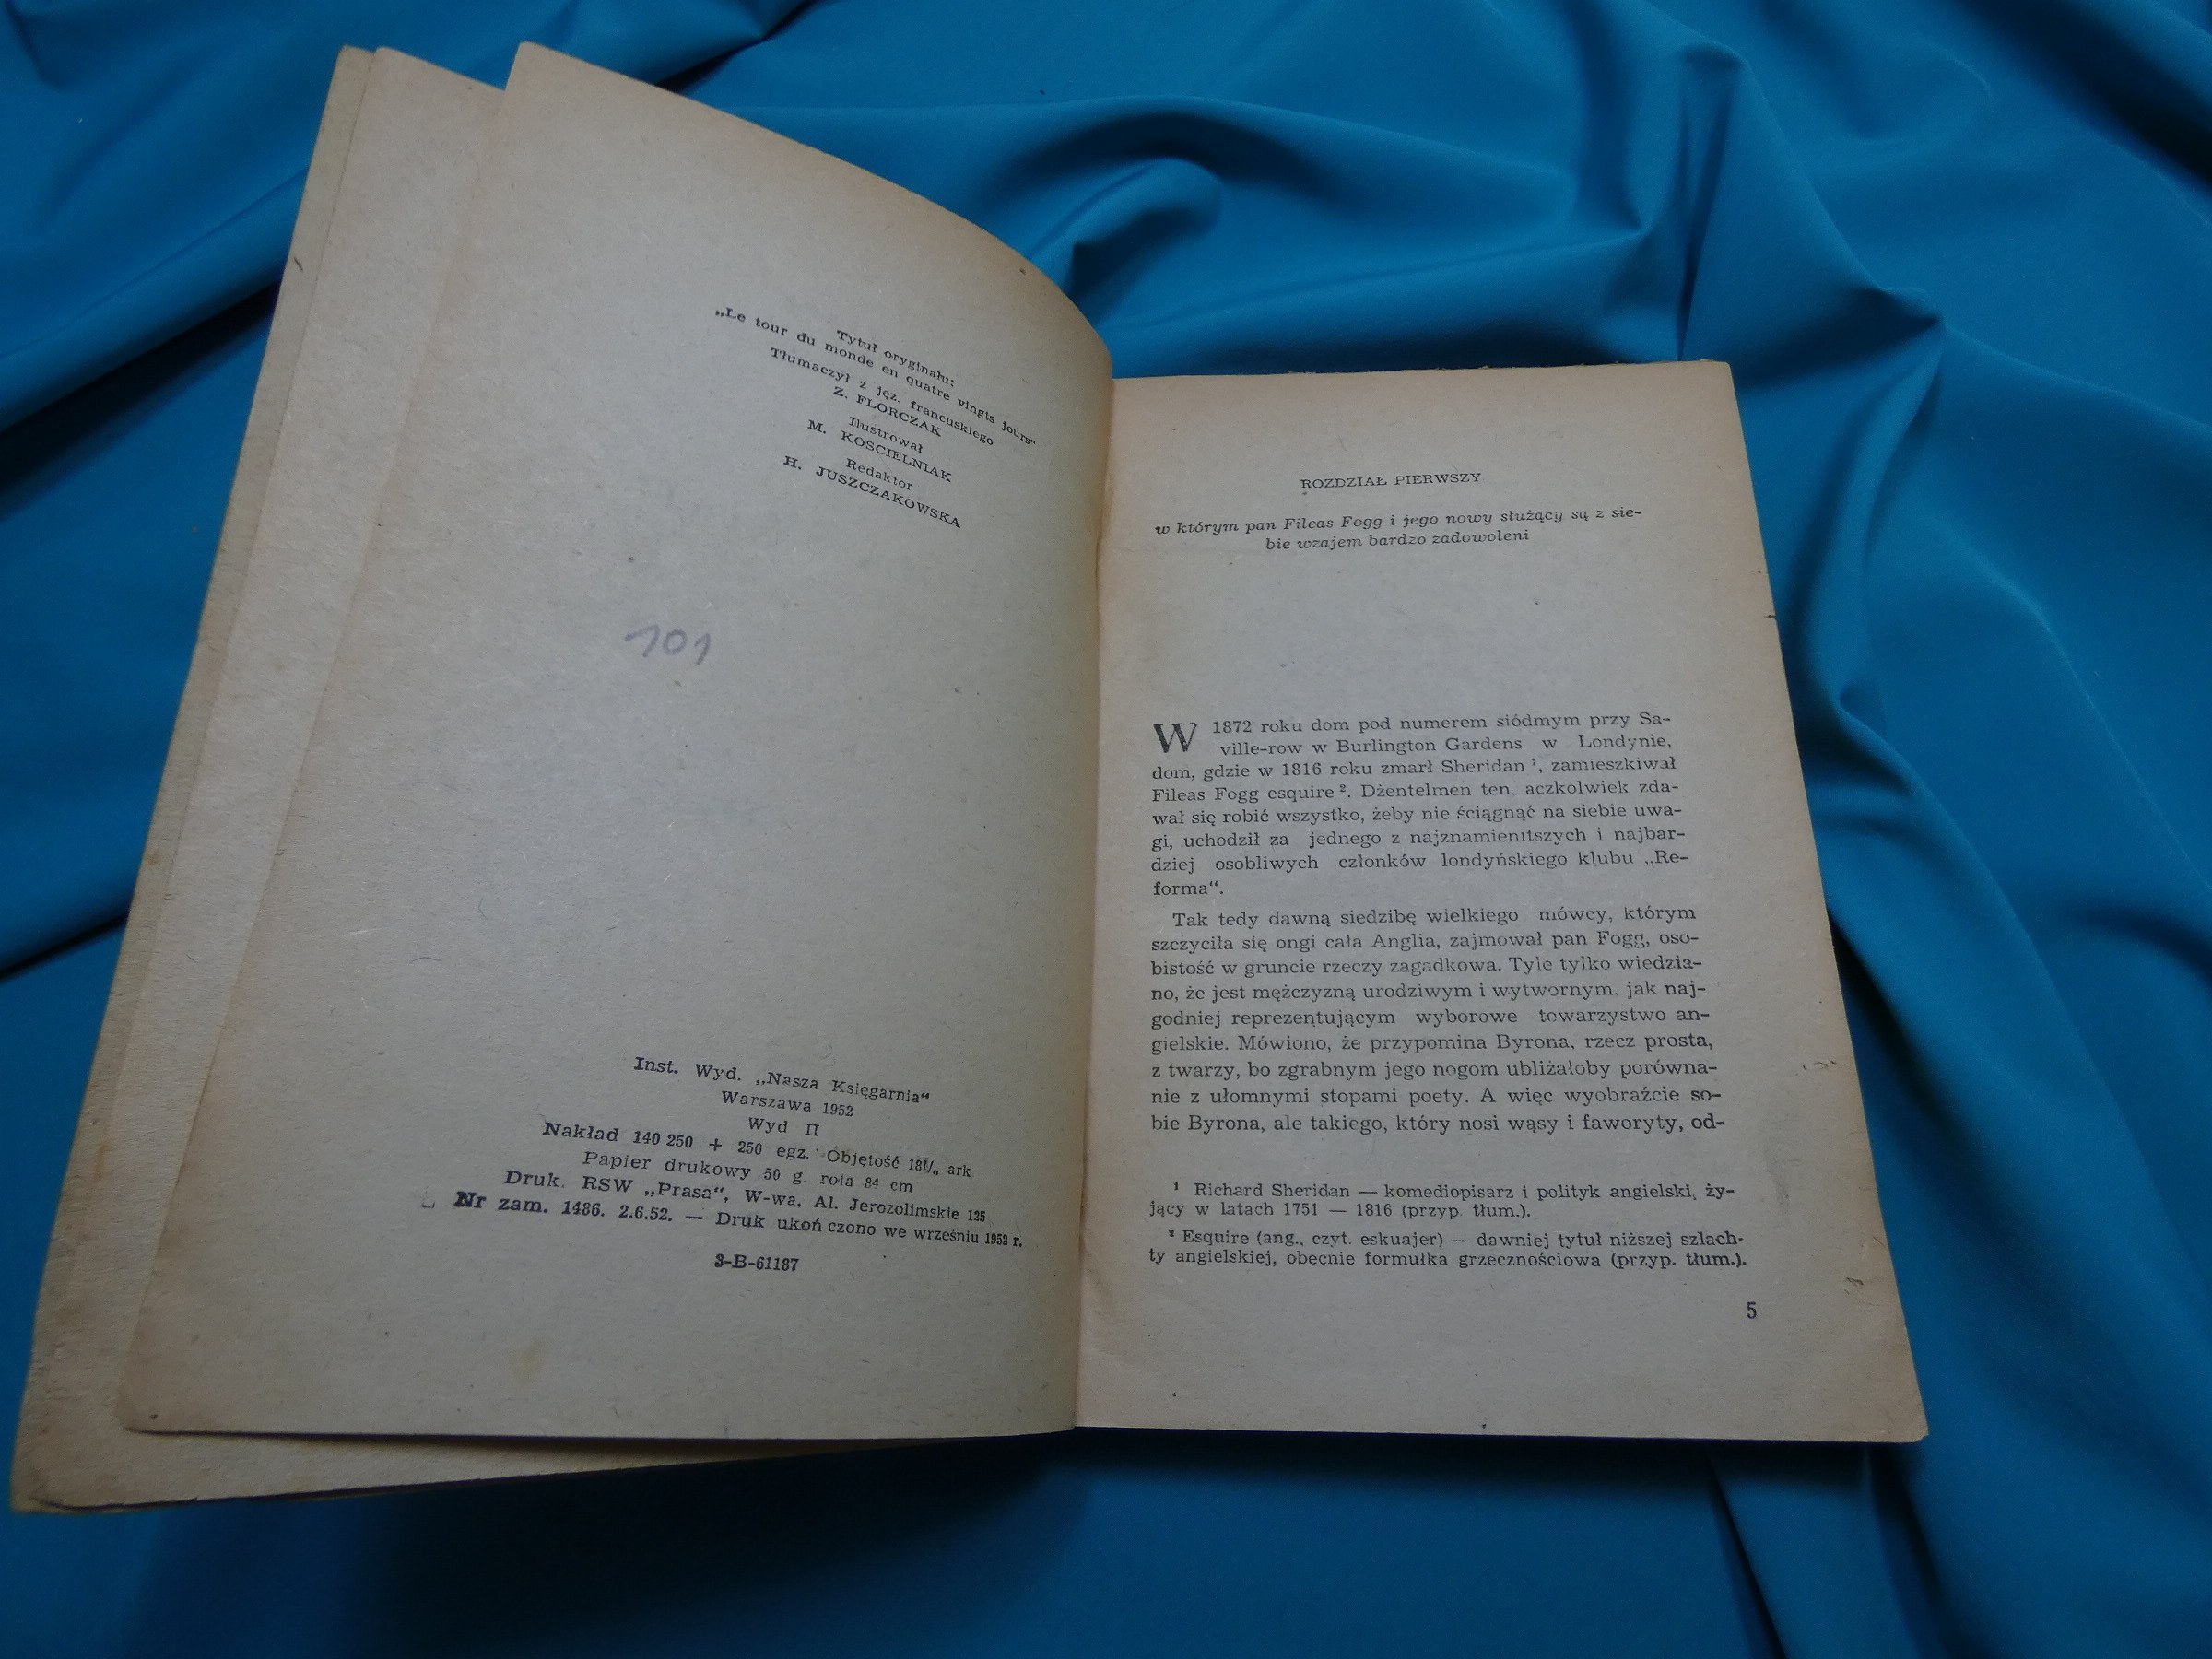 Tytuł oryginału:
„Le tour du monde en quatre vingts jours"
Tłumaczył z jęz. francuskiego
Z. FLORCZAK
Ilustrował
M. KOŚCIELNIAK
Redaktor
H. JUSZCZAKOWSKA
101
Inst. Wyd. „Nasza Księgarnia"
Warszawa 1952
Wyd II
Nakład 140 250 + 250 egz. Objętość ark
Papier drukowy 50 g. rola 84 cm
Druk. RSW „Prasa", W-wa, Al. Jerozolimskie 125
Nr zam. 1486. 2.6.52. — Druk ukończono we wrześniu 1952 r.
3-B-61187
ROZDZIAŁ PIERWSZY
w którym pan Fileas Fogg i jego nowy służący są z sie-
bie wzajem bardzo zadowoleni
W 1872 roku dom pod numerem siódmym przy Sa-
ville-row w Burlington Gardens w Londynie,
dom, gdzie w 1816 roku zmarł Sheridan ¹, zamieszkiwał
Fileas Fogg esquire ². Dżentelmen ten, aczkolwiek zda-
wał się robić wszystko, żeby nie ściągnąć na siebie uwa-
gi, uchodził za jednego z najznamienitszych i najbar-
dziej osobliwych członków londyńskiego klubu „Re-
forma".
Tak tedy dawną siedzibę wielkiego mówcy, którym
szczyciła się ongi cała Anglia, zajmował pan Fogg, oso-
bistość w gruncie rzeczy zagadkowa. Tyle tylko wiedzia-
no, że jest mężczyzną urodziwym i wytwornym, jak naj-
godniej reprezentującym wyborowe towarzystwo an-
gielskie. Mówiono, że przypomina Byrona, rzecz prosta,
z twarzy, bo zgrabnym jego nogom ubliżałoby porówna-
nie z ułomnymi stopami poety. A więc wyobraźcie so-
bie Byrona, ale takiego, który nosi wąsy i faworyty, od-
¹ Richard Sheridan — komediopisarz i polityk angielski, ży-
jący w latach 1751 — 1816 (przyp. tłum.).
² Esquire (ang., czyt. eskuajer) — dawniej tytuł niższej szlach-
ty angielskiej, obecnie formułka grzecznościowa (przyp. tłum.).
5